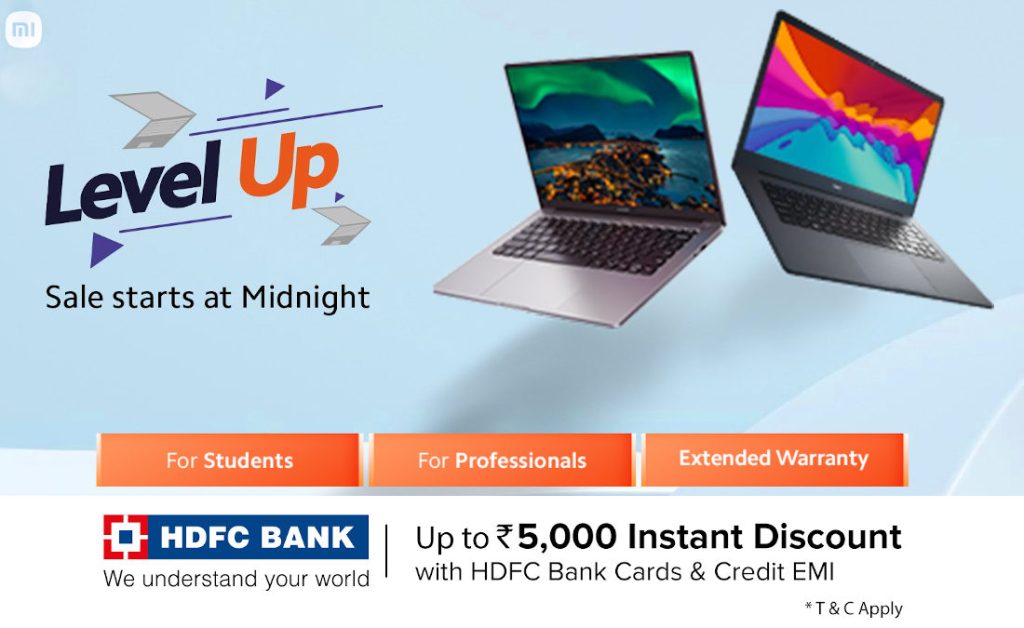 mi
Level Up
Sale starts at Midnight
For Students
For Professionals
Extended Warranty
HDFC BANK
We understand your world
Up to ₹5,000 Instant Discount
with HDFC Bank Cards & Credit EMI
*T & C Apply